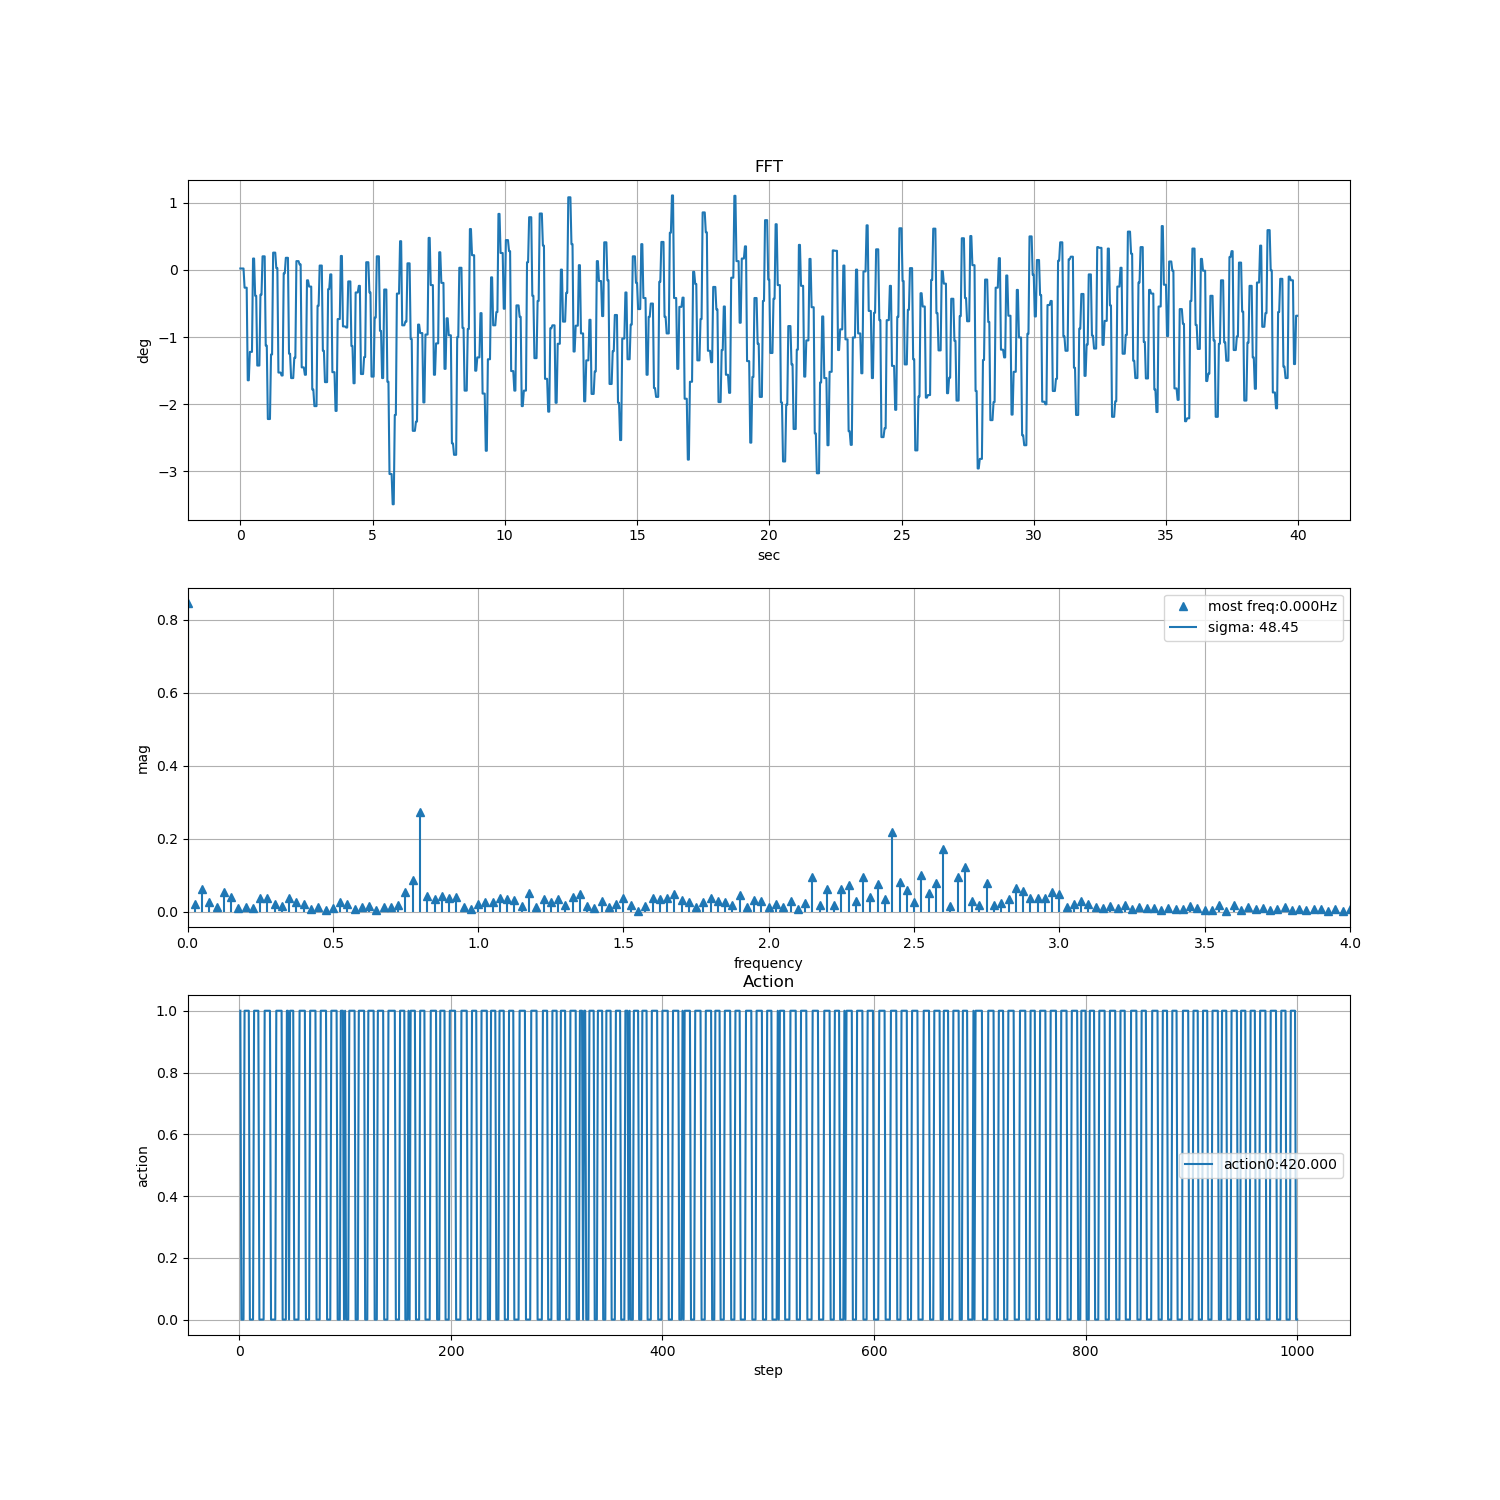 FFT
1
0
−1
−2
−3
deg
0 5 10 15 20 25 30 35 40
sec
most freq:0.000Hz
sigma: 48.45
0.8
0.6
0.4
0.2
0.0
mag
0.0 0.5 1.0 1.5 2.0 2.5 3.0 3.5 4.0
frequency
Action
1.0
0.8
0.6
0.4
0.2
0.0
action
action0:420.000
0 200 400 600 800 1000
step